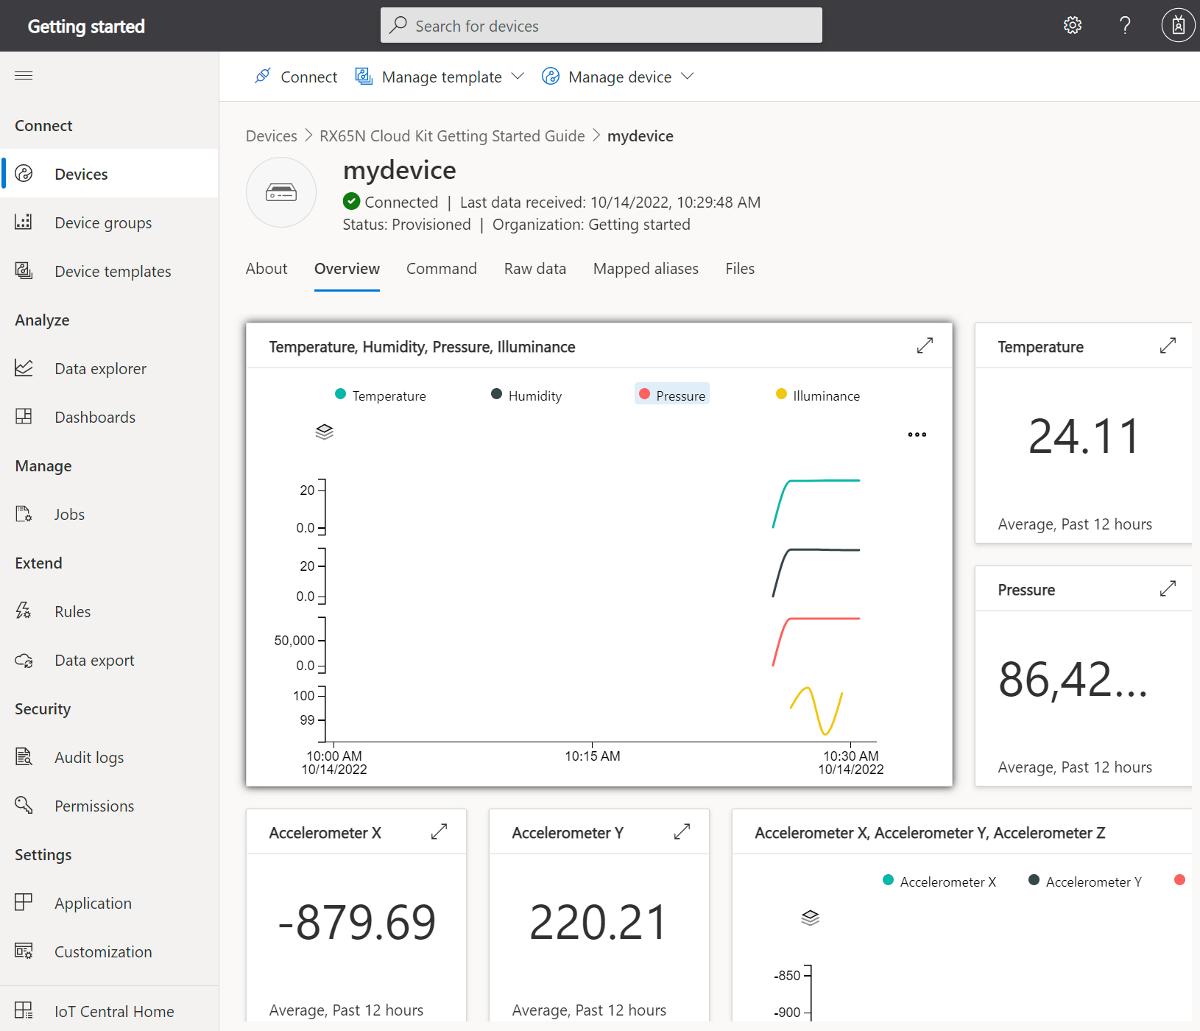 Getting started
Search for devices
Connect
Manage template
Manage device
Connect
Devices
Device groups
Device templates
Analyze
Data explorer
Dashboards
Manage
Jobs
Extend
Rules
Data export
Security
Audit logs
Permissions
Settings
Application
Customization
IoT Central Home
Devices > RX65N Cloud Kit Getting Started Guide > mydevice
mydevice
Connected | Last data received: 10/14/2022, 10:29:48 AM
Status: Provisioned | Organization: Getting started
About Overview Command Raw data Mapped aliases Files
Temperature, Humidity, Pressure, Illuminance
Temperature Humidity Pressure Illuminance
20
0.0
20
0.0
50,000
0.0
100
99
10:00 AM 10:15 AM 10:30 AM
10/14/2022 10/14/2022
Temperature
24.11
Average, Past 12 hours
Pressure
86,42...
Average, Past 12 hours
Accelerometer X
-879.69
Average, Past 12 hours
Accelerometer Y
220.21
Average, Past 12 hours
Accelerometer X, Accelerometer Y, Accelerometer Z
Accelerometer X Accelerometer Y
-850
-900